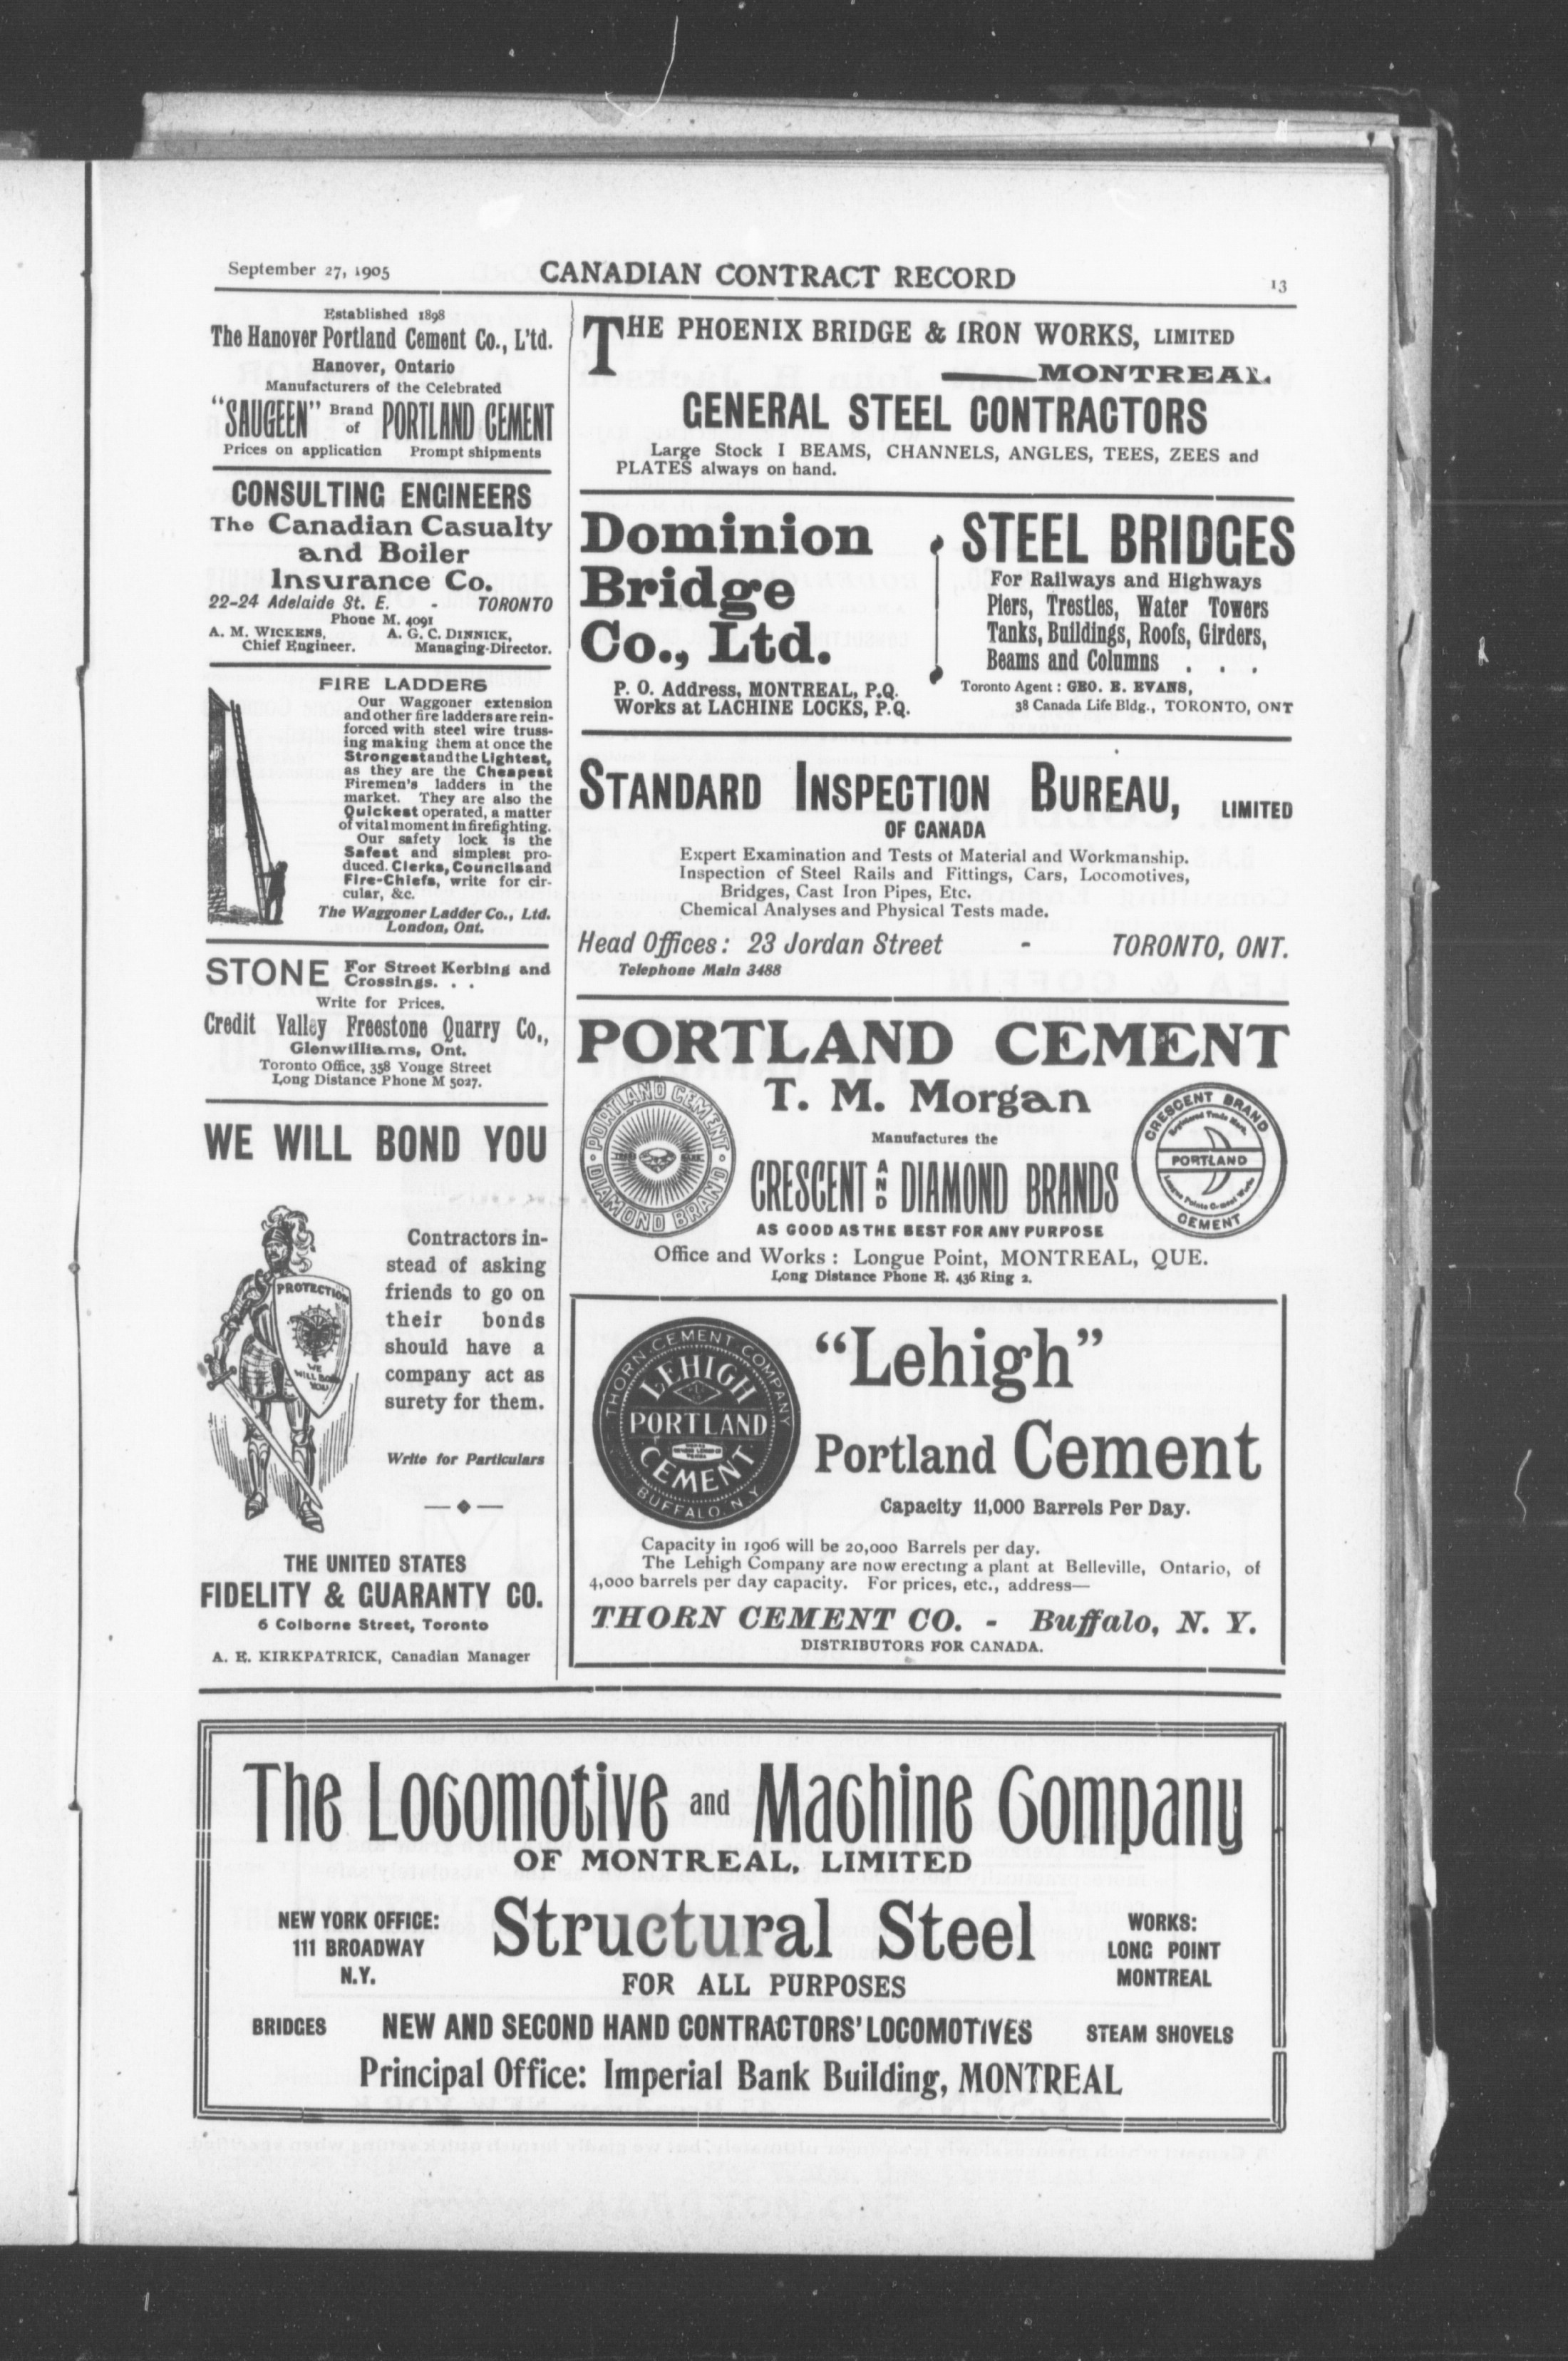 September 27, 1905
CANADIAN CONTRACT RECORD
13
Established 1898
The Hanover Portland Cement Co., L'td.
Hanover, Ontario
Manufacturers of the Celebrated
"SAUGEEN" Brand of PORTLAND CEMENT
Prices on application Prompt shipments
CONSULTING ENGINEERS
The Canadian Casualty
and Boiler
Insurance Co.
22-24 Adelaide St. E. - TORONTO
Phone M. 4091
A. M. WICKENS, A. G. C. DINNICK,
Chief Engineer. Managing-Director.
FIRE LADDERS
Our Waggoner extension
and other fire ladders are rein-
forced with steel wire truss-
ing making them at once the
Strongest and the Lightest,
as they are the Cheapest
Firemen's ladders in the
market. They are also the
Quickest operated, a matter
of vital moment in firefighting.
Our safety lock is the
Safest and simplest pro-
duced. Clerks, Councils and
Fire-Chiefs, write for cir-
cular, &c.
The Waggoner Ladder Co., Ltd.
London, Ont.
STONE For Street Kerbing and
Crossings. . .
Write for Prices.
Credit Valley Freestone Quarry Co.,
Glenwilliams, Ont.
Toronto Office, 358 Yonge Street
Long Distance Phone M 5027.
WE WILL BOND YOU
PROTECTION
WE
WILL BOND
YOU
Contractors in-
stead of asking
friends to go on
their bonds
should have a
company act as
surety for them.
Write for Particulars
THE UNITED STATES
FIDELITY & GUARANTY CO.
6 Colborne Street, Toronto
A. E. KIRKPATRICK, Canadian Manager
THE PHOENIX BRIDGE & IRON WORKS, LIMITED
MONTREAL
GENERAL STEEL CONTRACTORS
Large Stock I BEAMS, CHANNELS, ANGLES, TEES, ZEES and
PLATES always on hand.
Dominion
Bridge
Co., Ltd.
P. O. Address, MONTREAL, P.Q.
Works at LACHINE LOCKS, P.Q.
STEEL BRIDGES
For Railways and Highways
Piers, Trestles, Water Towers
Tanks, Buildings, Roofs, Girders,
Beams and Columns . . .
Toronto Agent : GEO. E. EVANS,
38 Canada Life Bldg., TORONTO, ONT
STANDARD INSPECTION BUREAU, LIMITED
OF CANADA
Expert Examination and Tests of Material and Workmanship.
Inspection of Steel Rails and Fittings, Cars, Locomotives,
Bridges, Cast Iron Pipes, Etc.
Chemical Analyses and Physical Tests made.
Head Offices: 23 Jordan Street - TORONTO, ONT.
Telephone Main 3488
PORTLAND CEMENT
T. M. Morgan
Manufactures the
CRESCENT AND DIAMOND BRANDS
AS GOOD AS THE BEST FOR ANY PURPOSE
Office and Works : Longue Point, MONTREAL, QUE.
Long Distance Phone E. 436 Ring 2.
PORTLAND CEMENT
DIAMOND BRAND
CRESCENT BRAND
Registered Trade Mark
PORTLAND
Longue Pointe Cement Works
CEMENT
THORN CEMENT COMPANY
LEHIGH
PORTLAND
CEMENT
BUFFALO. N.Y
"Lehigh"
Portland Cement
Capacity 11,000 Barrels Per Day.
Capacity in 1906 will be 20,000 Barrels per day.
The Lehigh Company are now erecting a plant at Belleville, Ontario, of
4,000 barrels per day capacity. For prices, etc., address—
THORN CEMENT CO. - Buffalo, N. Y.
DISTRIBUTORS FOR CANADA.
The Locomotive and Machine Company
OF MONTREAL, LIMITED
NEW YORK OFFICE:
111 BROADWAY
N.Y.
Structural Steel
FOR ALL PURPOSES
WORKS:
LONG POINT
MONTREAL
BRIDGES NEW AND SECOND HAND CONTRACTORS' LOCOMOTIVES STEAM SHOVELS
Principal Office: Imperial Bank Building, MONTREAL